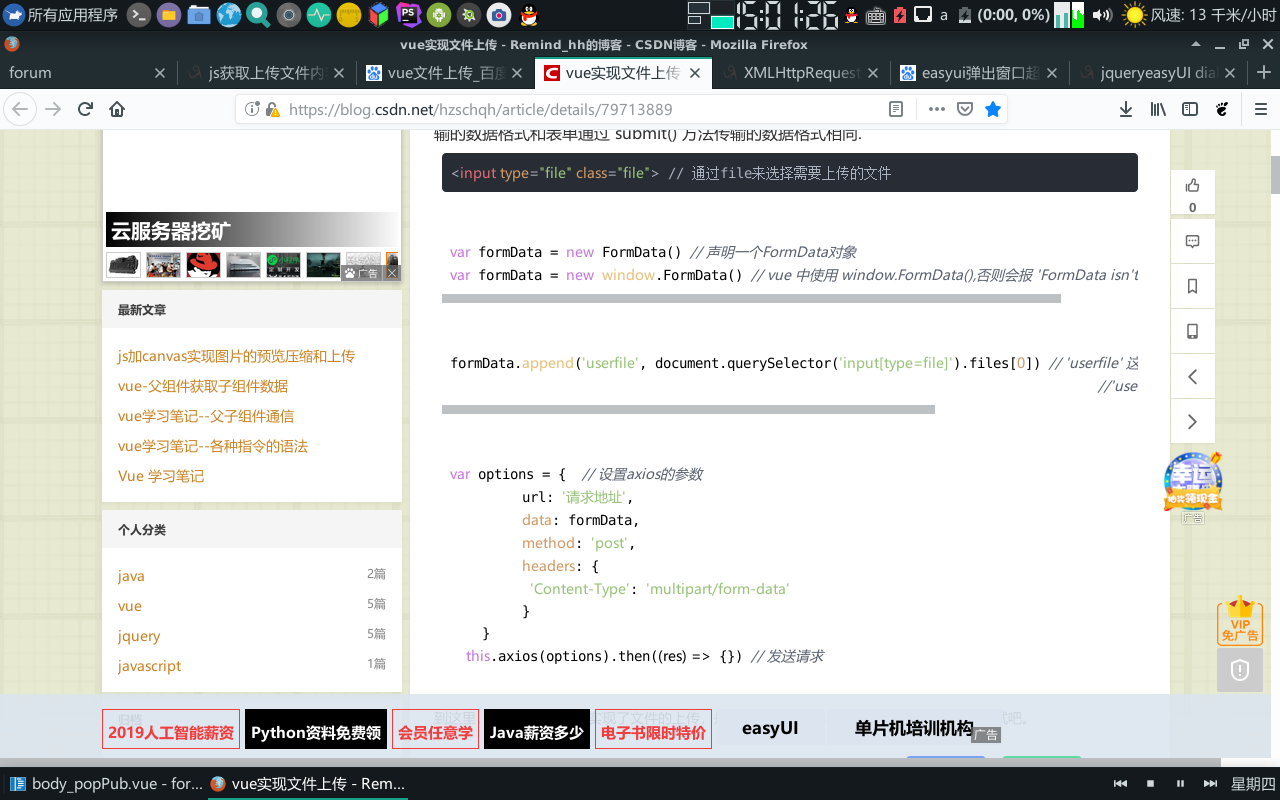 所有应用程序
15:01 1:26
a
(0:00, 0%)
风速: 13 千米/小时
vue实现文件上传 - Remind_hh的博客 - CSDN博客 - Mozilla Firefox
forum
js获取上传文件内
vue文件上传_百度
vue实现文件上传
XMLHttpRequest
easyui弹出窗口超
jqueryeasyUI dia
https://blog.csdn.net/hzschqh/article/details/79713889
输的数据格式和表单通过 submit() 方法传输的数据格式相同.
<input type="file" class="file"> // 通过file来选择需要上传的文件
var formData = new FormData() // 声明一个FormData对象
var formData = new window.FormData() // vue 中使用 window.FormData(),否则会报 'FormData isn't
formData.append('userfile', document.querySelector('input[type=file]').files[0]) // 'userfile' 这
//'use
var options = { // 设置axios的参数
url: '请求地址',
data: formData,
method: 'post',
headers: {
'Content-Type': 'multipart/form-data'
}
}
this.axios(options).then((res) => {}) // 发送请求
云服务器挖矿
广告
最新文章
js加canvas实现图片的预览压缩和上传
vue-父组件获取子组件数据
vue学习笔记--父子组件通信
vue学习笔记--各种指令的语法
Vue 学习笔记
个人分类
java 2篇
vue 5篇
jquery 5篇
javascript 1篇
归档
0
幸运
广告
VIP
免广告
到这里
实现了文件的上传
吧。
2019人工智能薪资
Python资料免费领
会员任意学
Java薪资多少
电子书限时特价
easyUI
单片机培训机构
广告
body_popPub.vue - for...
vue实现文件上传 - Rem...
星期四